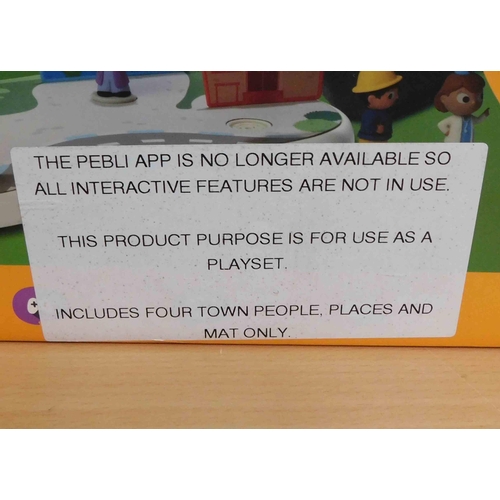 THE PEBLI APP IS NO LONGER AVAILABLE SO
ALL INTERACTIVE FEATURES ARE NOT IN USE.
THIS PRODUCT PURPOSE IS FOR USE AS A
PLAYSET.
INCLUDES FOUR TOWN PEOPLE, PLACES AND
MAT ONLY.